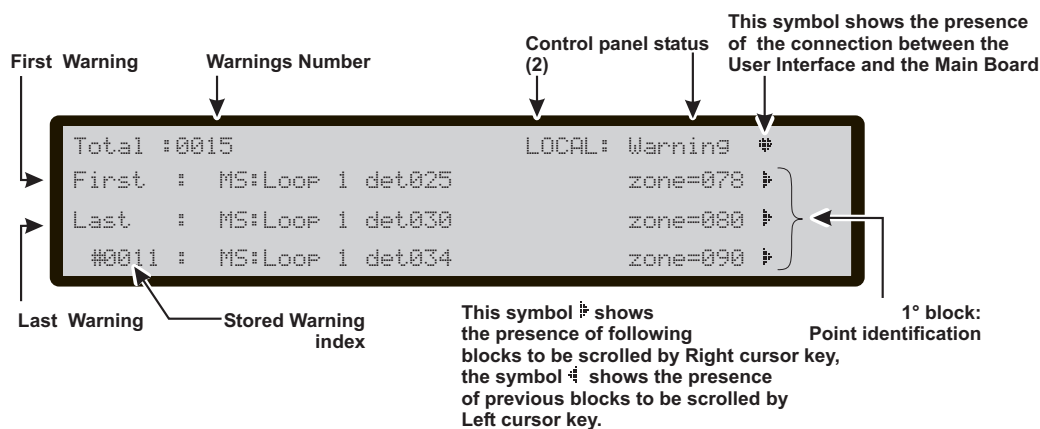 This symbol shows the presence
of the connection between the
User Interface and the Main Board
Control panel status
(2)
First Warning
Warnings Number
Total :0015 LOCAL: Warning
First : MS:Loop 1 det025 zone=078
Last : MS:Loop 1 det030 zone=080
#0011 : MS:Loop 1 det034 zone=090
Last Warning
Stored Warning
index
This symbol shows
the presence of following
blocks to be scrolled by Right cursor key,
the symbol shows the presence
of previous blocks to be scrolled by
Left cursor key.
1° block:
Point identification